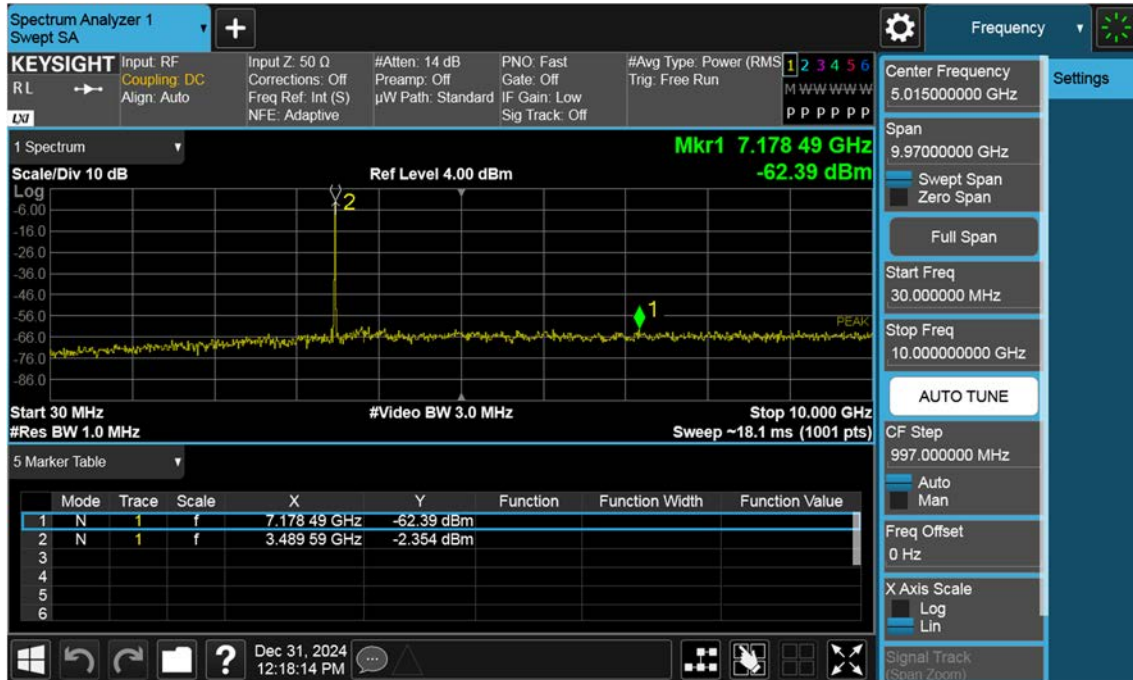 Spectrum Analyzer 1
Swept SA
Frequency
KEYSIGHT
RL
LXI
Input: RF
Coupling: DC
Align: Auto
Input Z: 50 Ω
Corrections: Off
Freq Ref: Int (S)
NFE: Adaptive
#Atten: 14 dB
Preamp: Off
µW Path: Standard
PNO: Fast
Gate: Off
IF Gain: Low
Sig Track: Off
#Avg Type: Power (RMS
Trig: Free Run
1 2 3 4 5 6
M W W W W W
P P P P P P
1 Spectrum
Mkr1 7.178 49 GHz
-62.39 dBm
Scale/Div 10 dB
Ref Level 4.00 dBm
Log
-6.00
-16.0
-26.0
-36.0
-46.0
-56.0
-66.0
-76.0
-86.0
2
1
PEAK
Start 30 MHz
#Video BW 3.0 MHz
Stop 10.000 GHz
#Res BW 1.0 MHz
Sweep ~18.1 ms (1001 pts)
5 Marker Table
Mode Trace Scale X Y Function Function Width Function Value
1 N 1 f 7.178 49 GHz -62.39 dBm
2 N 1 f 3.489 59 GHz -2.354 dBm
3
4
5
6
Dec 31, 2024
12:18:14 PM
Center Frequency
5.015000000 GHz
Settings
Span
9.97000000 GHz
Swept Span
Zero Span
Full Span
Start Freq
30.000000 MHz
Stop Freq
10.000000000 GHz
AUTO TUNE
CF Step
997.000000 MHz
Auto
Man
Freq Offset
0 Hz
X Axis Scale
Log
Lin
Signal Track
(Span Zoom)